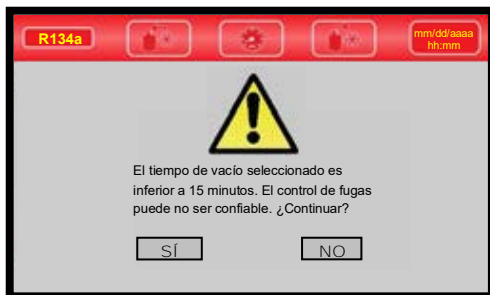 R134a
mm/dd/aaaa
hh:mm
El tiempo de vacío seleccionado es
inferior a 15 minutos. El control de fugas
puede no ser confiable. ¿Continuar?
SÍ NO